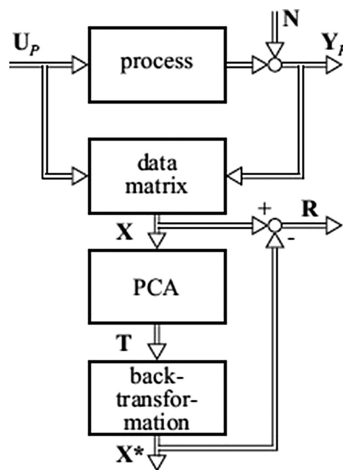 N
U_P
process
Y_P
data
matrix
+
R
X
-
PCA
T
back-
transfor-
mation
X*